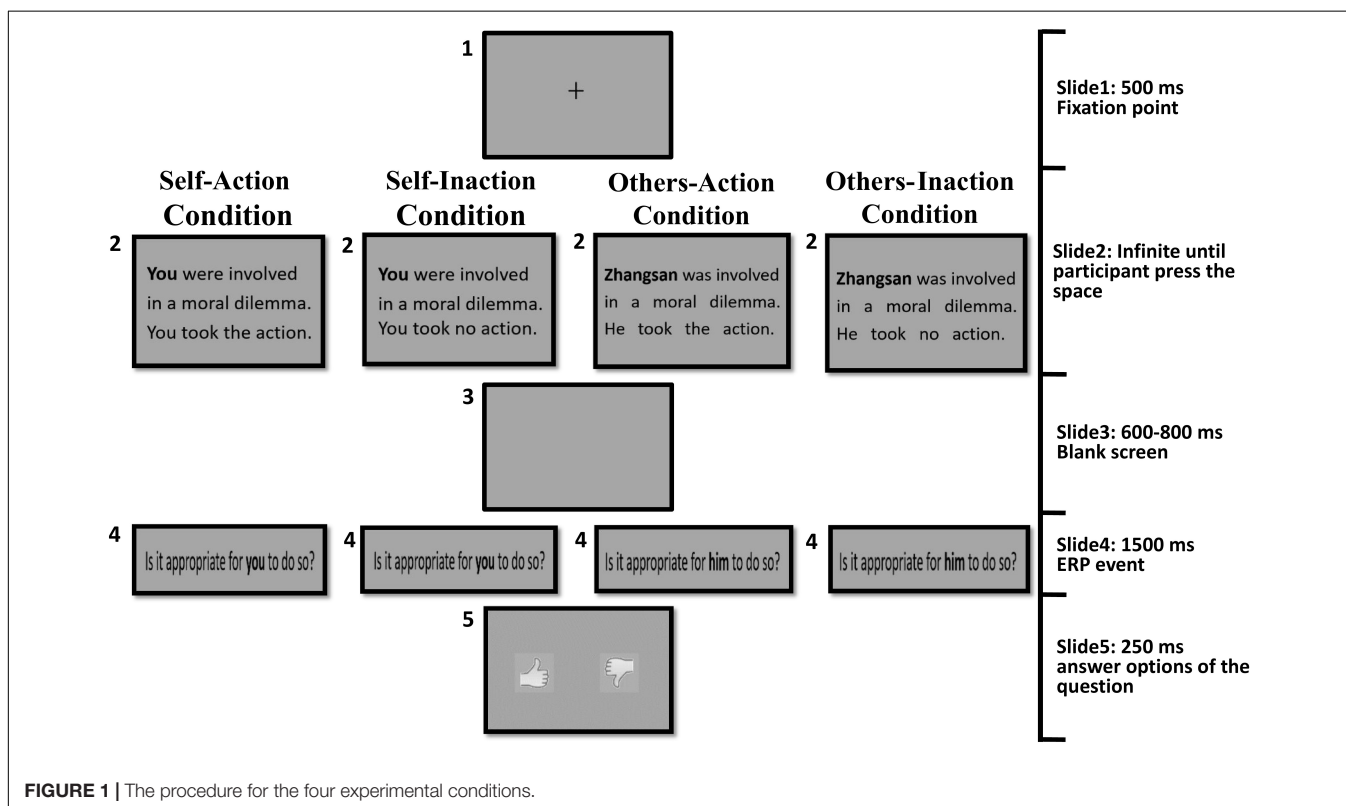 1
+
Slide1: 500 ms
Fixation point
Self-Action
Condition
Self-Inaction
Condition
Others-Action
Condition
Others-Inaction
Condition
2
You were involved
in a moral dilemma.
You took the action.
2
You were involved
in a moral dilemma.
You took no action.
2
Zhangsan was involved
in a moral dilemma.
He took the action.
2
Zhangsan was involved
in a moral dilemma.
He took no action.
Slide2: Infinite until
participant press the
space
3
Slide3: 600-800 ms
Blank screen
4
Is it appropriate for you to do so?
4
Is it appropriate for you to do so?
4
Is it appropriate for him to do so?
4
Is it appropriate for him to do so?
Slide4: 1500 ms
ERP event
5
Slide5: 250 ms
answer options of the
question
FIGURE 1 | The procedure for the four experimental conditions.